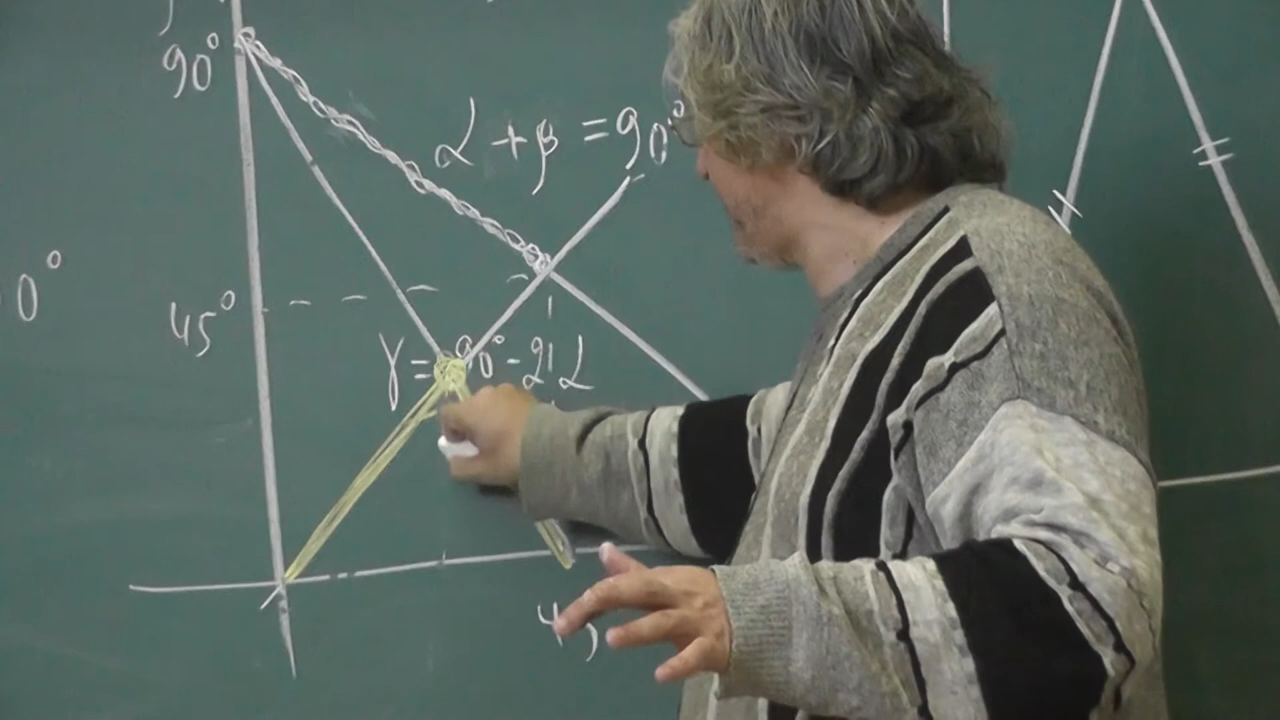 90°
α + β = 90°
0°
45°
γ = 90° - 2α